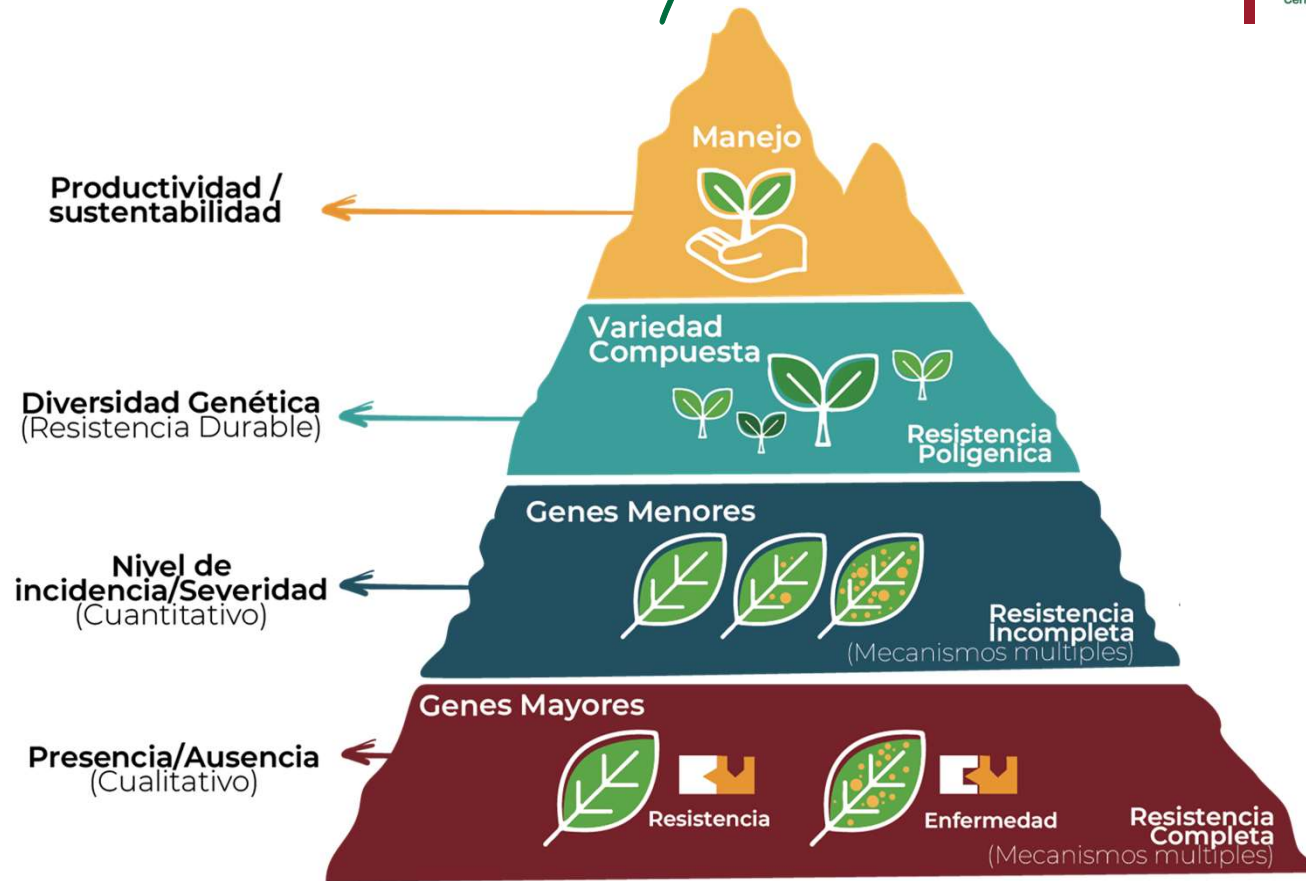 Manejo
Productividad /
sustentabilidad
Variedad
Compuesta
Diversidad Genética
(Resistencia Durable)
Resistencia
Poligenica
Genes Menores
Nivel de
incidencia/Severidad
(Cuantitativo)
Resistencia
Incompleta
(Mecanismos multiples)
Genes Mayores
Presencia/Ausencia
(Cualitativo)
Resistencia
Enfermedad
Resistencia
Completa
(Mecanismos multiples)